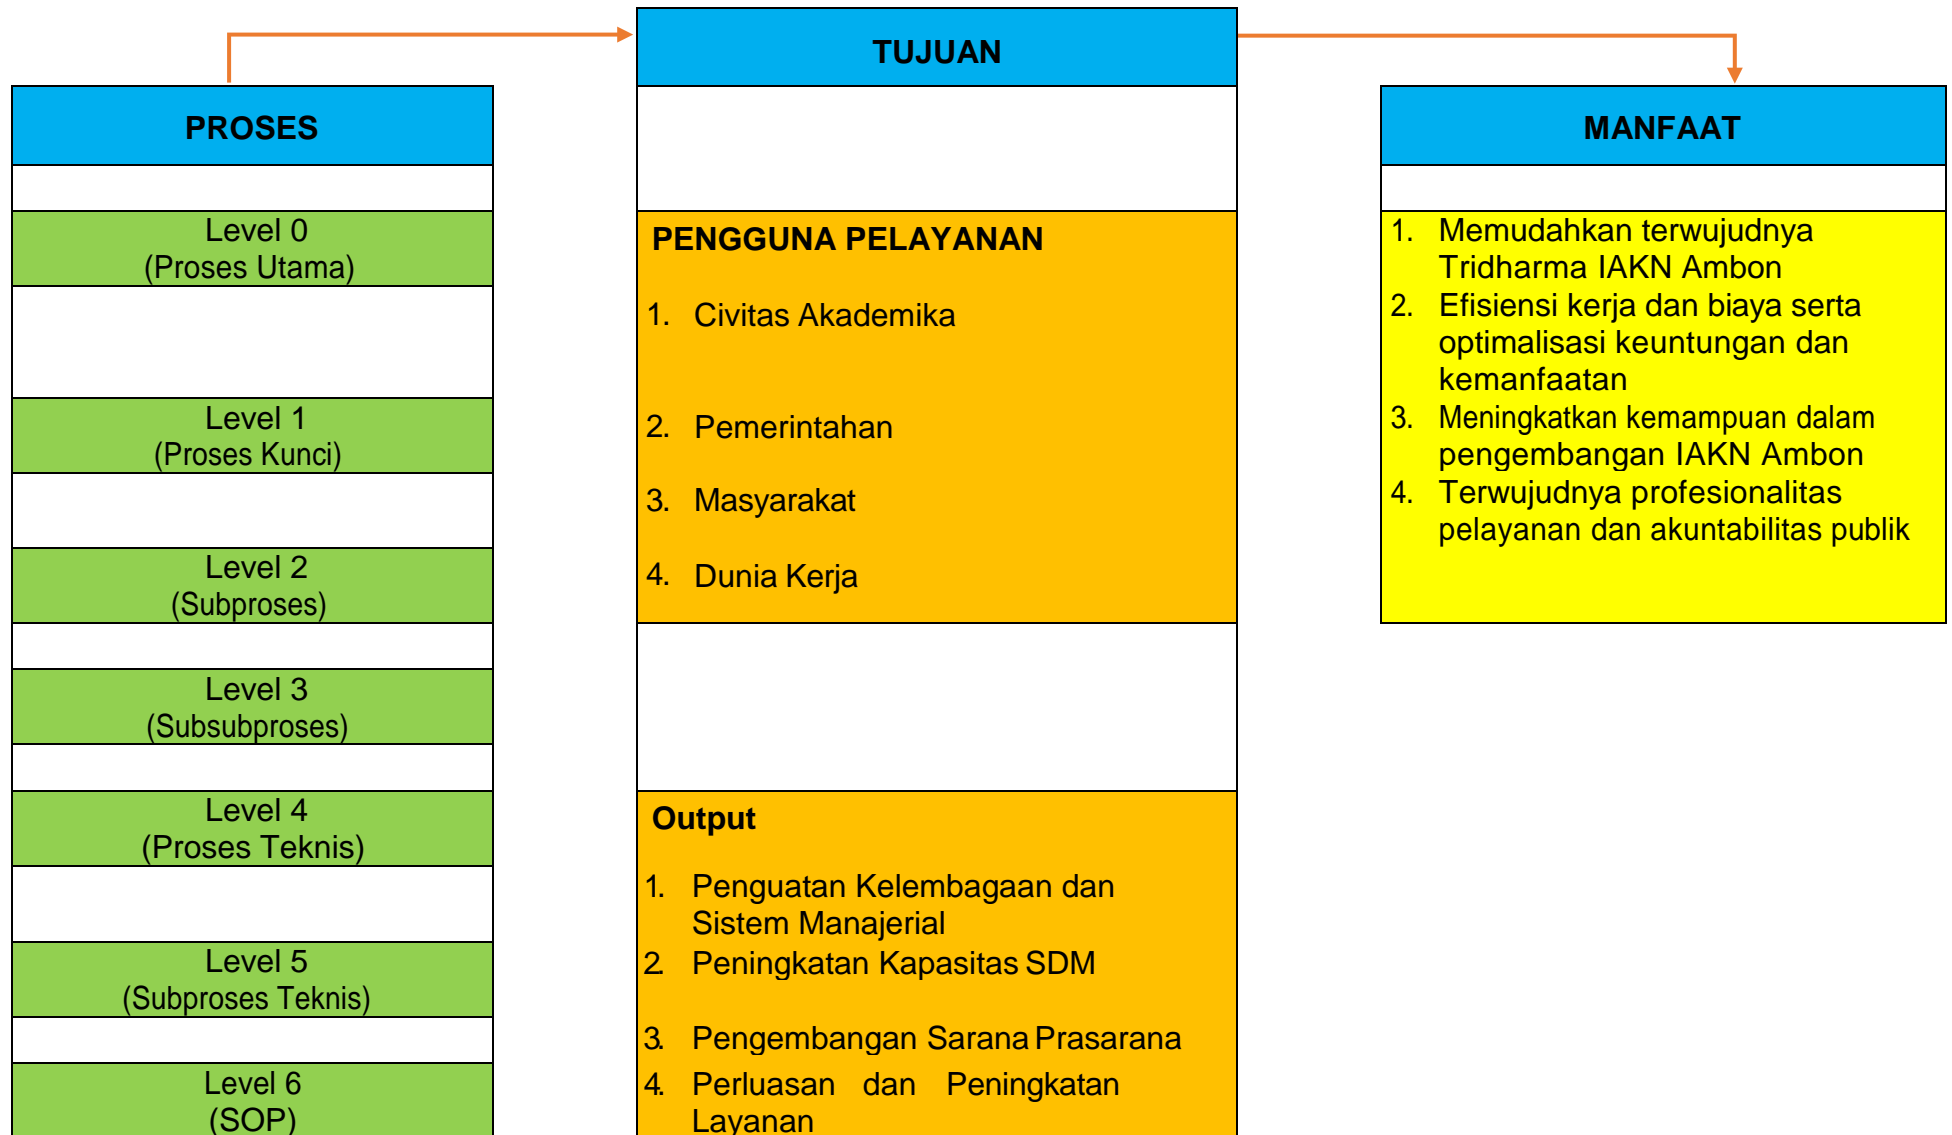 PROSES
Level 0
(Proses Utama)
Level 1
(Proses Kunci)
Level 2
(Subproses)
Level 3
(Subsubproses)
Level 4
(Proses Teknis)
Level 5
(Subproses Teknis)
Level 6
(SOP)
TUJUAN
PENGGUNA PELAYANAN
1. Civitas Akademika
2. Pemerintahan
3. Masyarakat
4. Dunia Kerja
Output
1. Penguatan Kelembagaan dan
Sistem Manajerial
2. Peningkatan Kapasitas SDM
3. Pengembangan Sarana Prasarana
4. Perluasan dan Peningkatan
Layanan
MANFAAT
1. Memudahkan terwujudnya
Tridharma IAKN Ambon
2. Efisiensi kerja dan biaya serta
optimalisasi keuntungan dan
kemanfaatan
3. Meningkatkan kemampuan dalam
pengembangan IAKN Ambon
4. Terwujudnya profesionalitas
pelayanan dan akuntabilitas publik